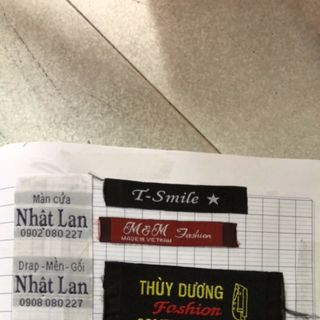 Màn cửa
Nhật Lan
0902 080 227
Drap-Mền-Gối
Nhật Lan
0908 080 227
T-Smile ★
M&M Fashion
MADE IN VIETNAM
THÙY DƯƠNG
Fashion